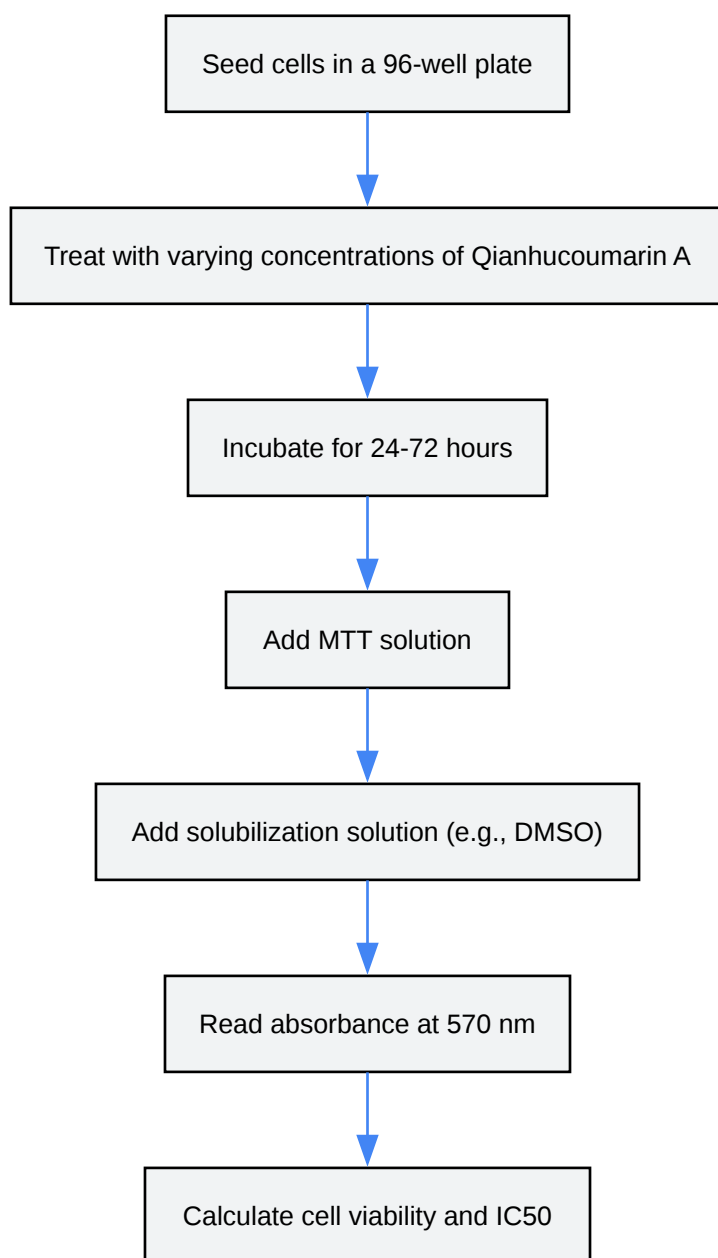 Seed cells in a 96-well plate
Treat with varying concentrations of Qianhucoumarin A
Incubate for 24-72 hours
Add MTT solution
Add solubilization solution (e.g., DMSO)
Read absorbance at 570 nm
Calculate cell viability and IC50